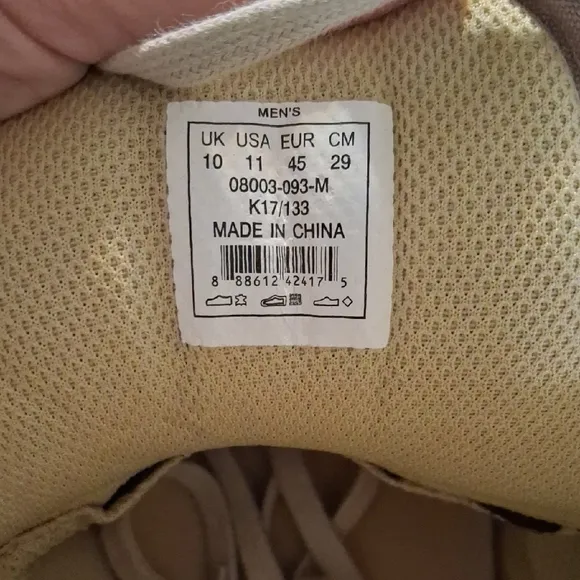 MEN'S
UK USA EUR CM
10 11 45 29
08003-093-M
K17/133
MADE IN CHINA
8 88612 42417 5